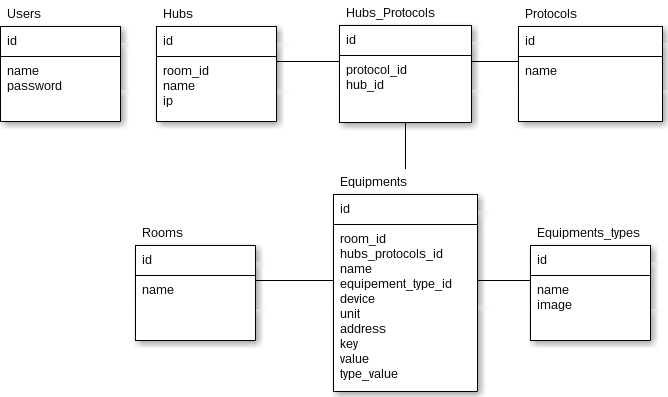 Users
id
name
password
Hubs
id
room_id
name
ip
Hubs_Protocols
id
protocol_id
hub_id
Protocols
id
name
Rooms
id
name
Equipments
id
room_id
hubs_protocols_id
name
equipement_type_id
device
unit
address
key
value
type_value
Equipments_types
id
name
image